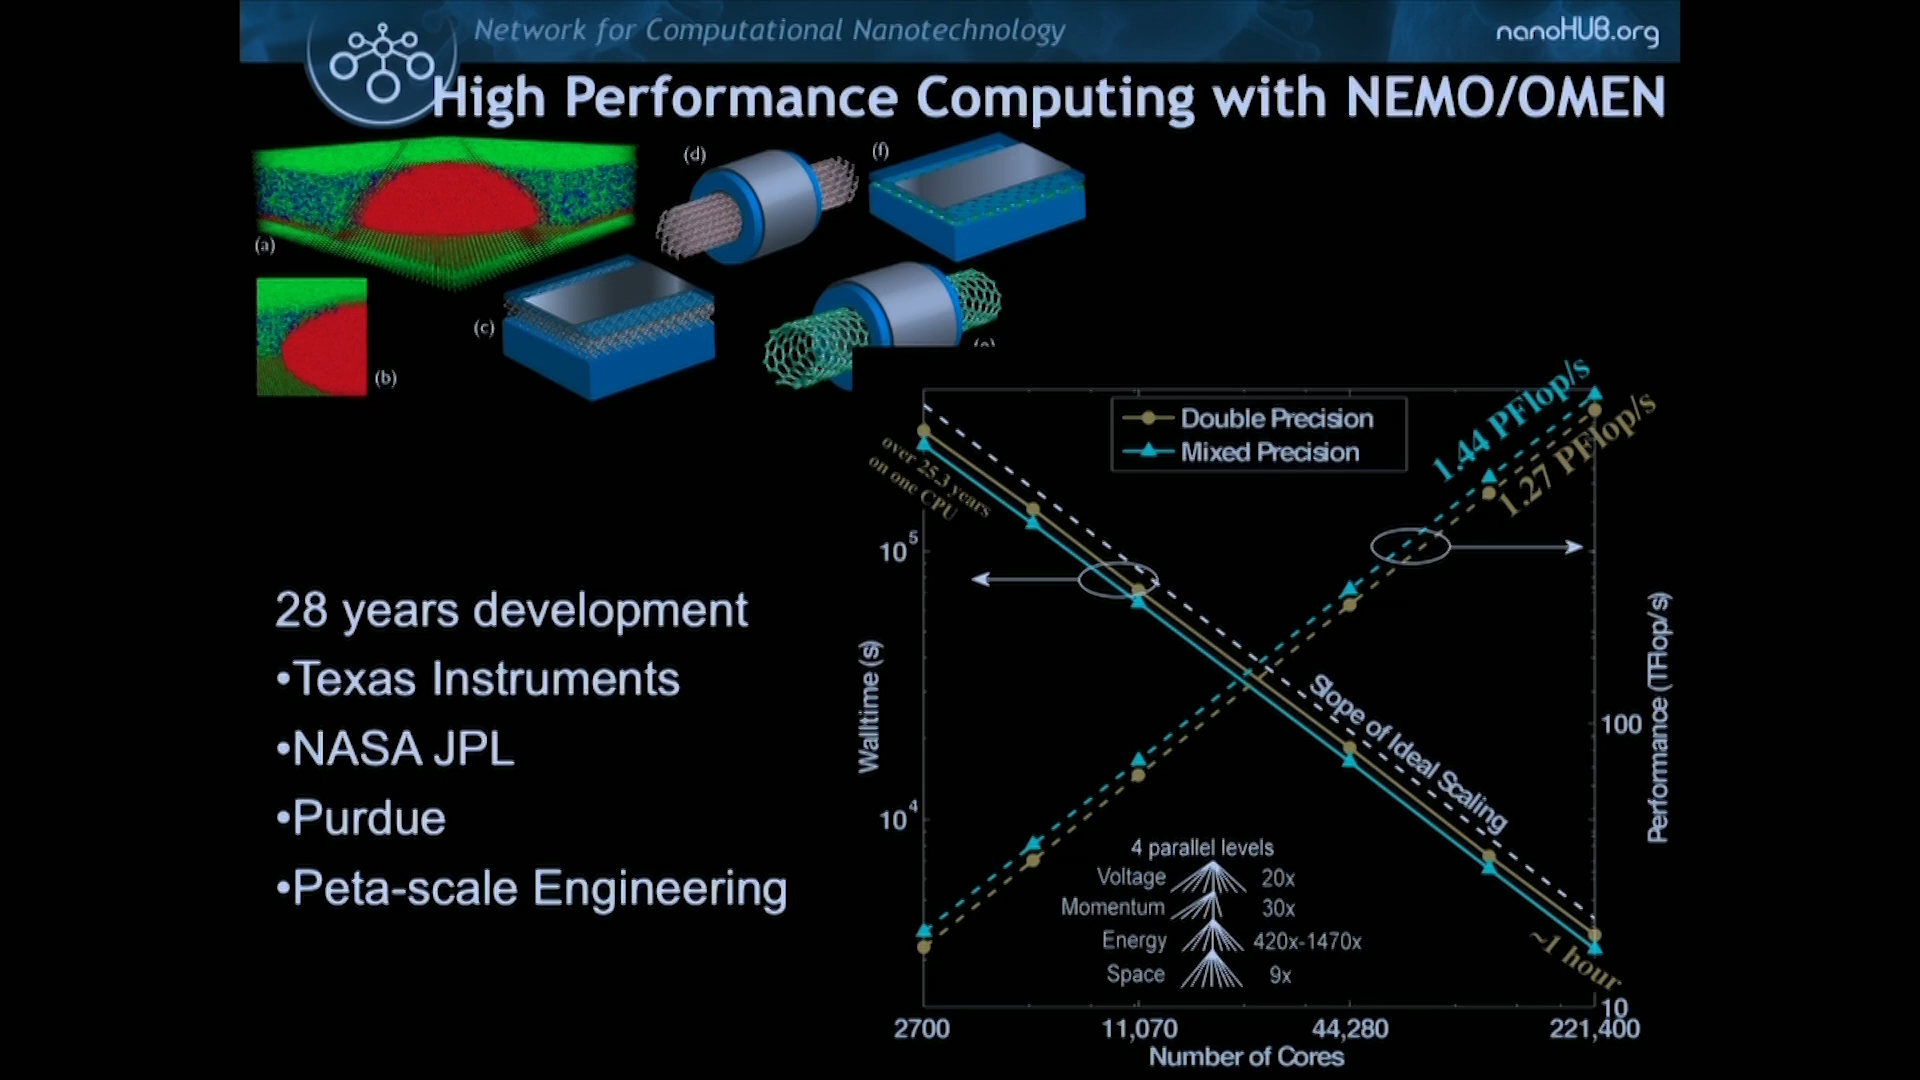 Network for Computational Nanotechnology
nanoHUB.org
High Performance Computing with NEMO/OMEN
(a)
(b)
(c)
(d)
(f)
(e)
28 years development
•Texas Instruments
•NASA JPL
•Purdue
•Peta-scale Engineering
Double Precision
Mixed Precision
1.44 PFlop/s
1.27 PFlop/s
over 25.3 years
on one CPU
10^5
10^4
Walltime (s)
Slope of Ideal Scaling
100
10
Performance (TFlop/s)
4 parallel levels
Voltage 20x
Momentum 30x
Energy 420x-1470x
Space 9x
~1 hour
2700 11,070 44,280 221,400
Number of Cores